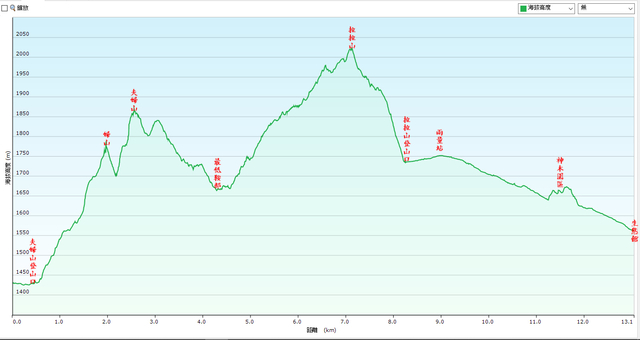 縮放
海拔高度
無
2050
2000
1950
1900
1850
1800
1750
1700
1650
1600
1550
1500
1450
1400
海拔高度 (m)
夫婦山登山口
婦山
夫婦山
最低鞍部
拉拉山
拉拉山登山口
雨量站
神木園區
生態館
0.0 1.0 2.0 3.0 4.0 5.0 6.0 7.0 8.0 9.0 10.0 11.0 12.0 13.1
距離 (km)